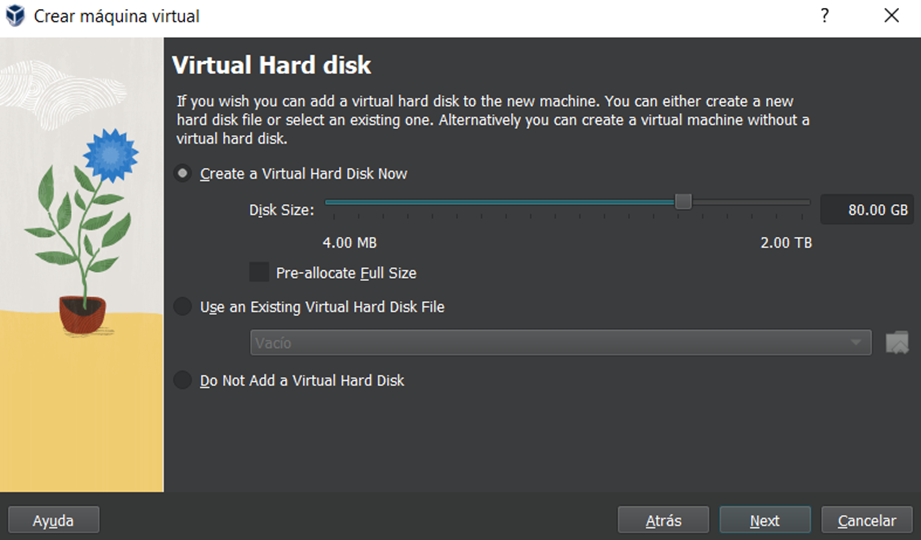 Crear máquina virtual
?
Virtual Hard disk
If you wish you can add a virtual hard disk to the new machine. You can either create a new
hard disk file or select an existing one. Alternatively you can create a virtual machine without a
virtual hard disk.
Create a Virtual Hard Disk Now
Disk Size:
80.00 GB
4.00 MB
2.00 TB
Pre-allocate Full Size
Use an Existing Virtual Hard Disk File
Vacío
Do Not Add a Virtual Hard Disk
Ayuda
Atrás
Next
Cancelar